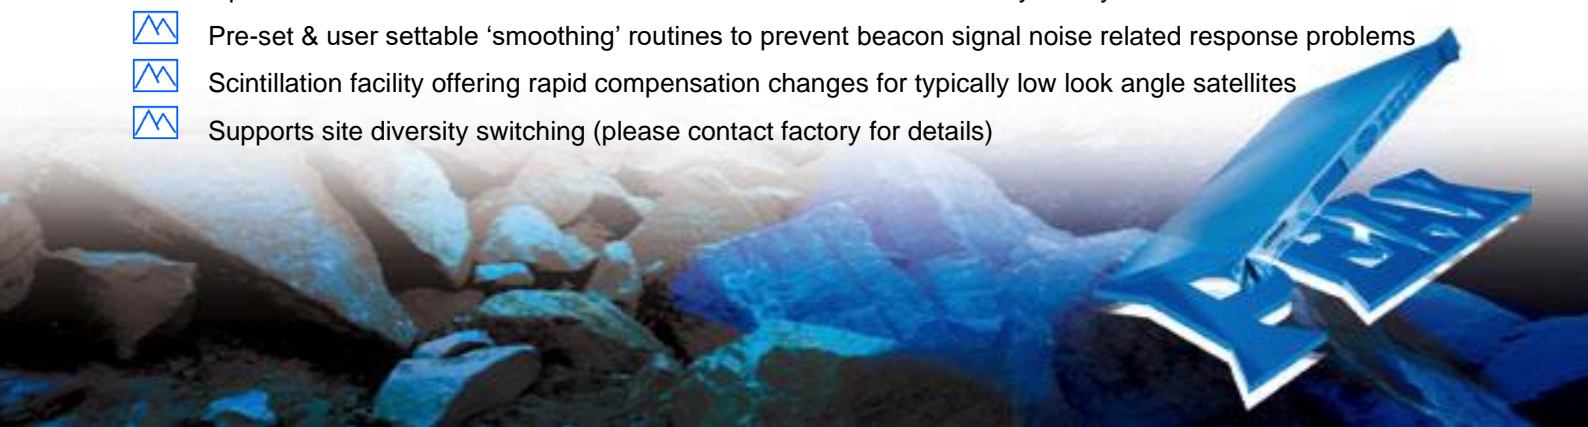 Pre-set & user settable ‘smoothing’ routines to prevent beacon signal noise related response problems
Scintillation facility offering rapid compensation changes for typically low look angle satellites
Supports site diversity switching (please contact factory for details)
PEAK